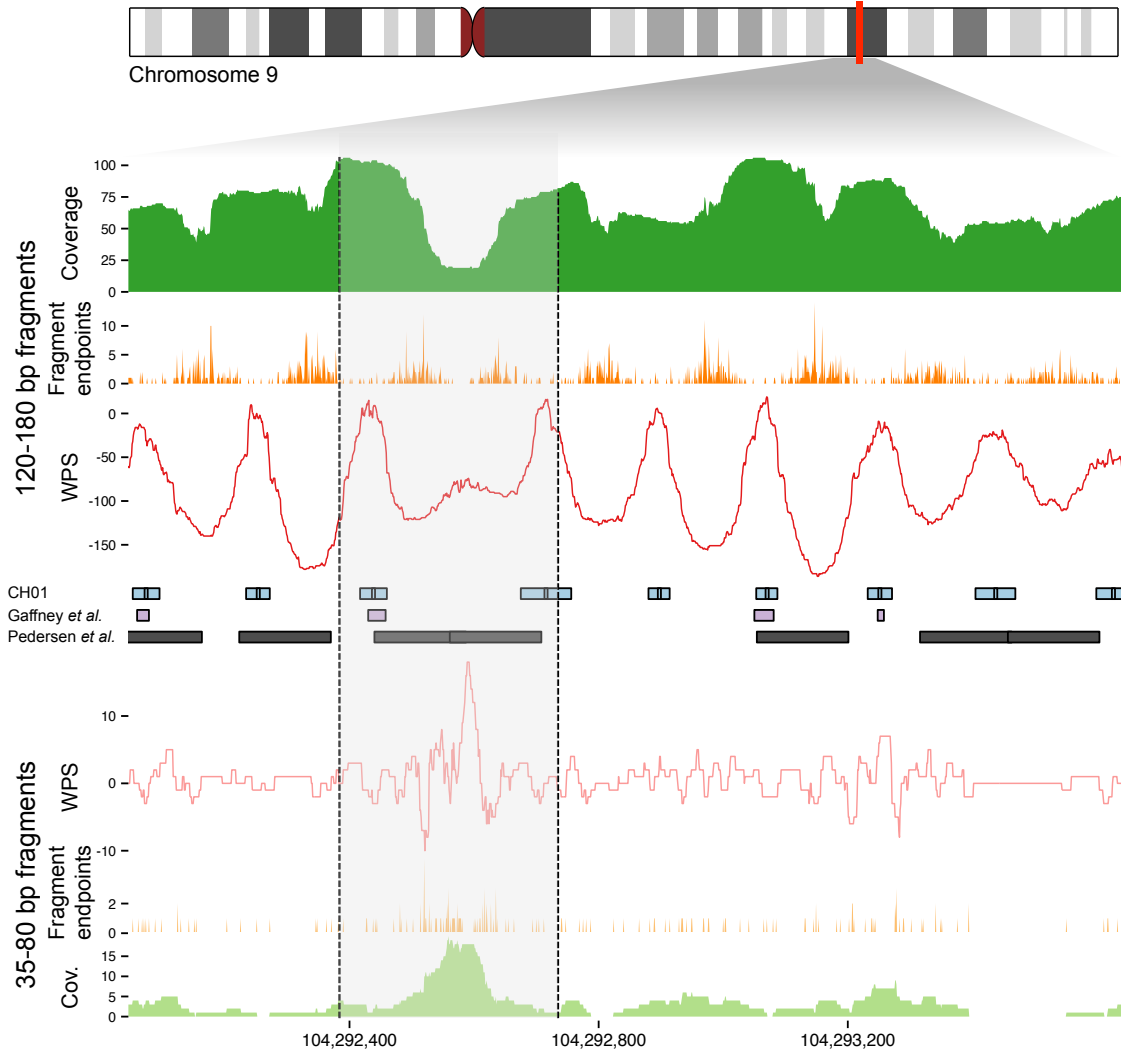 Chromosome 9
120-180 bp fragments
Coverage
100
75
50
25
0
Fragment
endpoints
10
5
0
WPS
0
-50
-100
-150
CH01
Gaffney et al.
Pedersen et al.
35-80 bp fragments
WPS
10
0
-10
Fragment
endpoints
2
0
Cov.
15
10
5
0
104,292,400
104,292,800
104,293,200